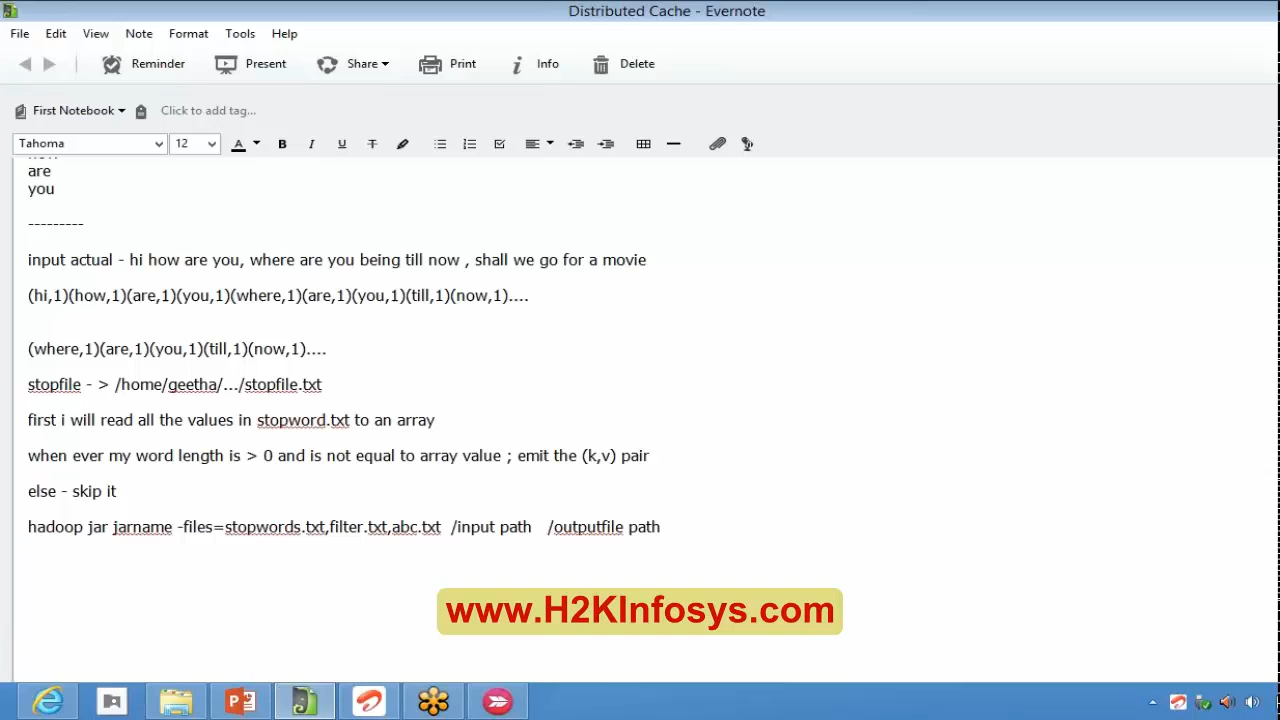 Distributed Cache - Evernote
File Edit View Note Format Tools Help
Reminder Present Share Print Info Delete
First Notebook Click to add tag...
Tahoma 12 A B I U T
are
you
---------
input actual - hi how are you, where are you being till now , shall we go for a movie
(hi,1)(how,1)(are,1)(you,1)(where,1)(are,1)(you,1)(till,1)(now,1)....
(where,1)(are,1)(you,1)(till,1)(now,1)....
stopfile - > /home/geetha/.../stopfile.txt
first i will read all the values in stopword.txt to an array
when ever my word length is > 0 and is not equal to array value ; emit the (k,v) pair
else - skip it
hadoop jar jarname -files=stopwords.txt,filter.txt,abc.txt /input path /outputfile path
www.H2KInfosys.com